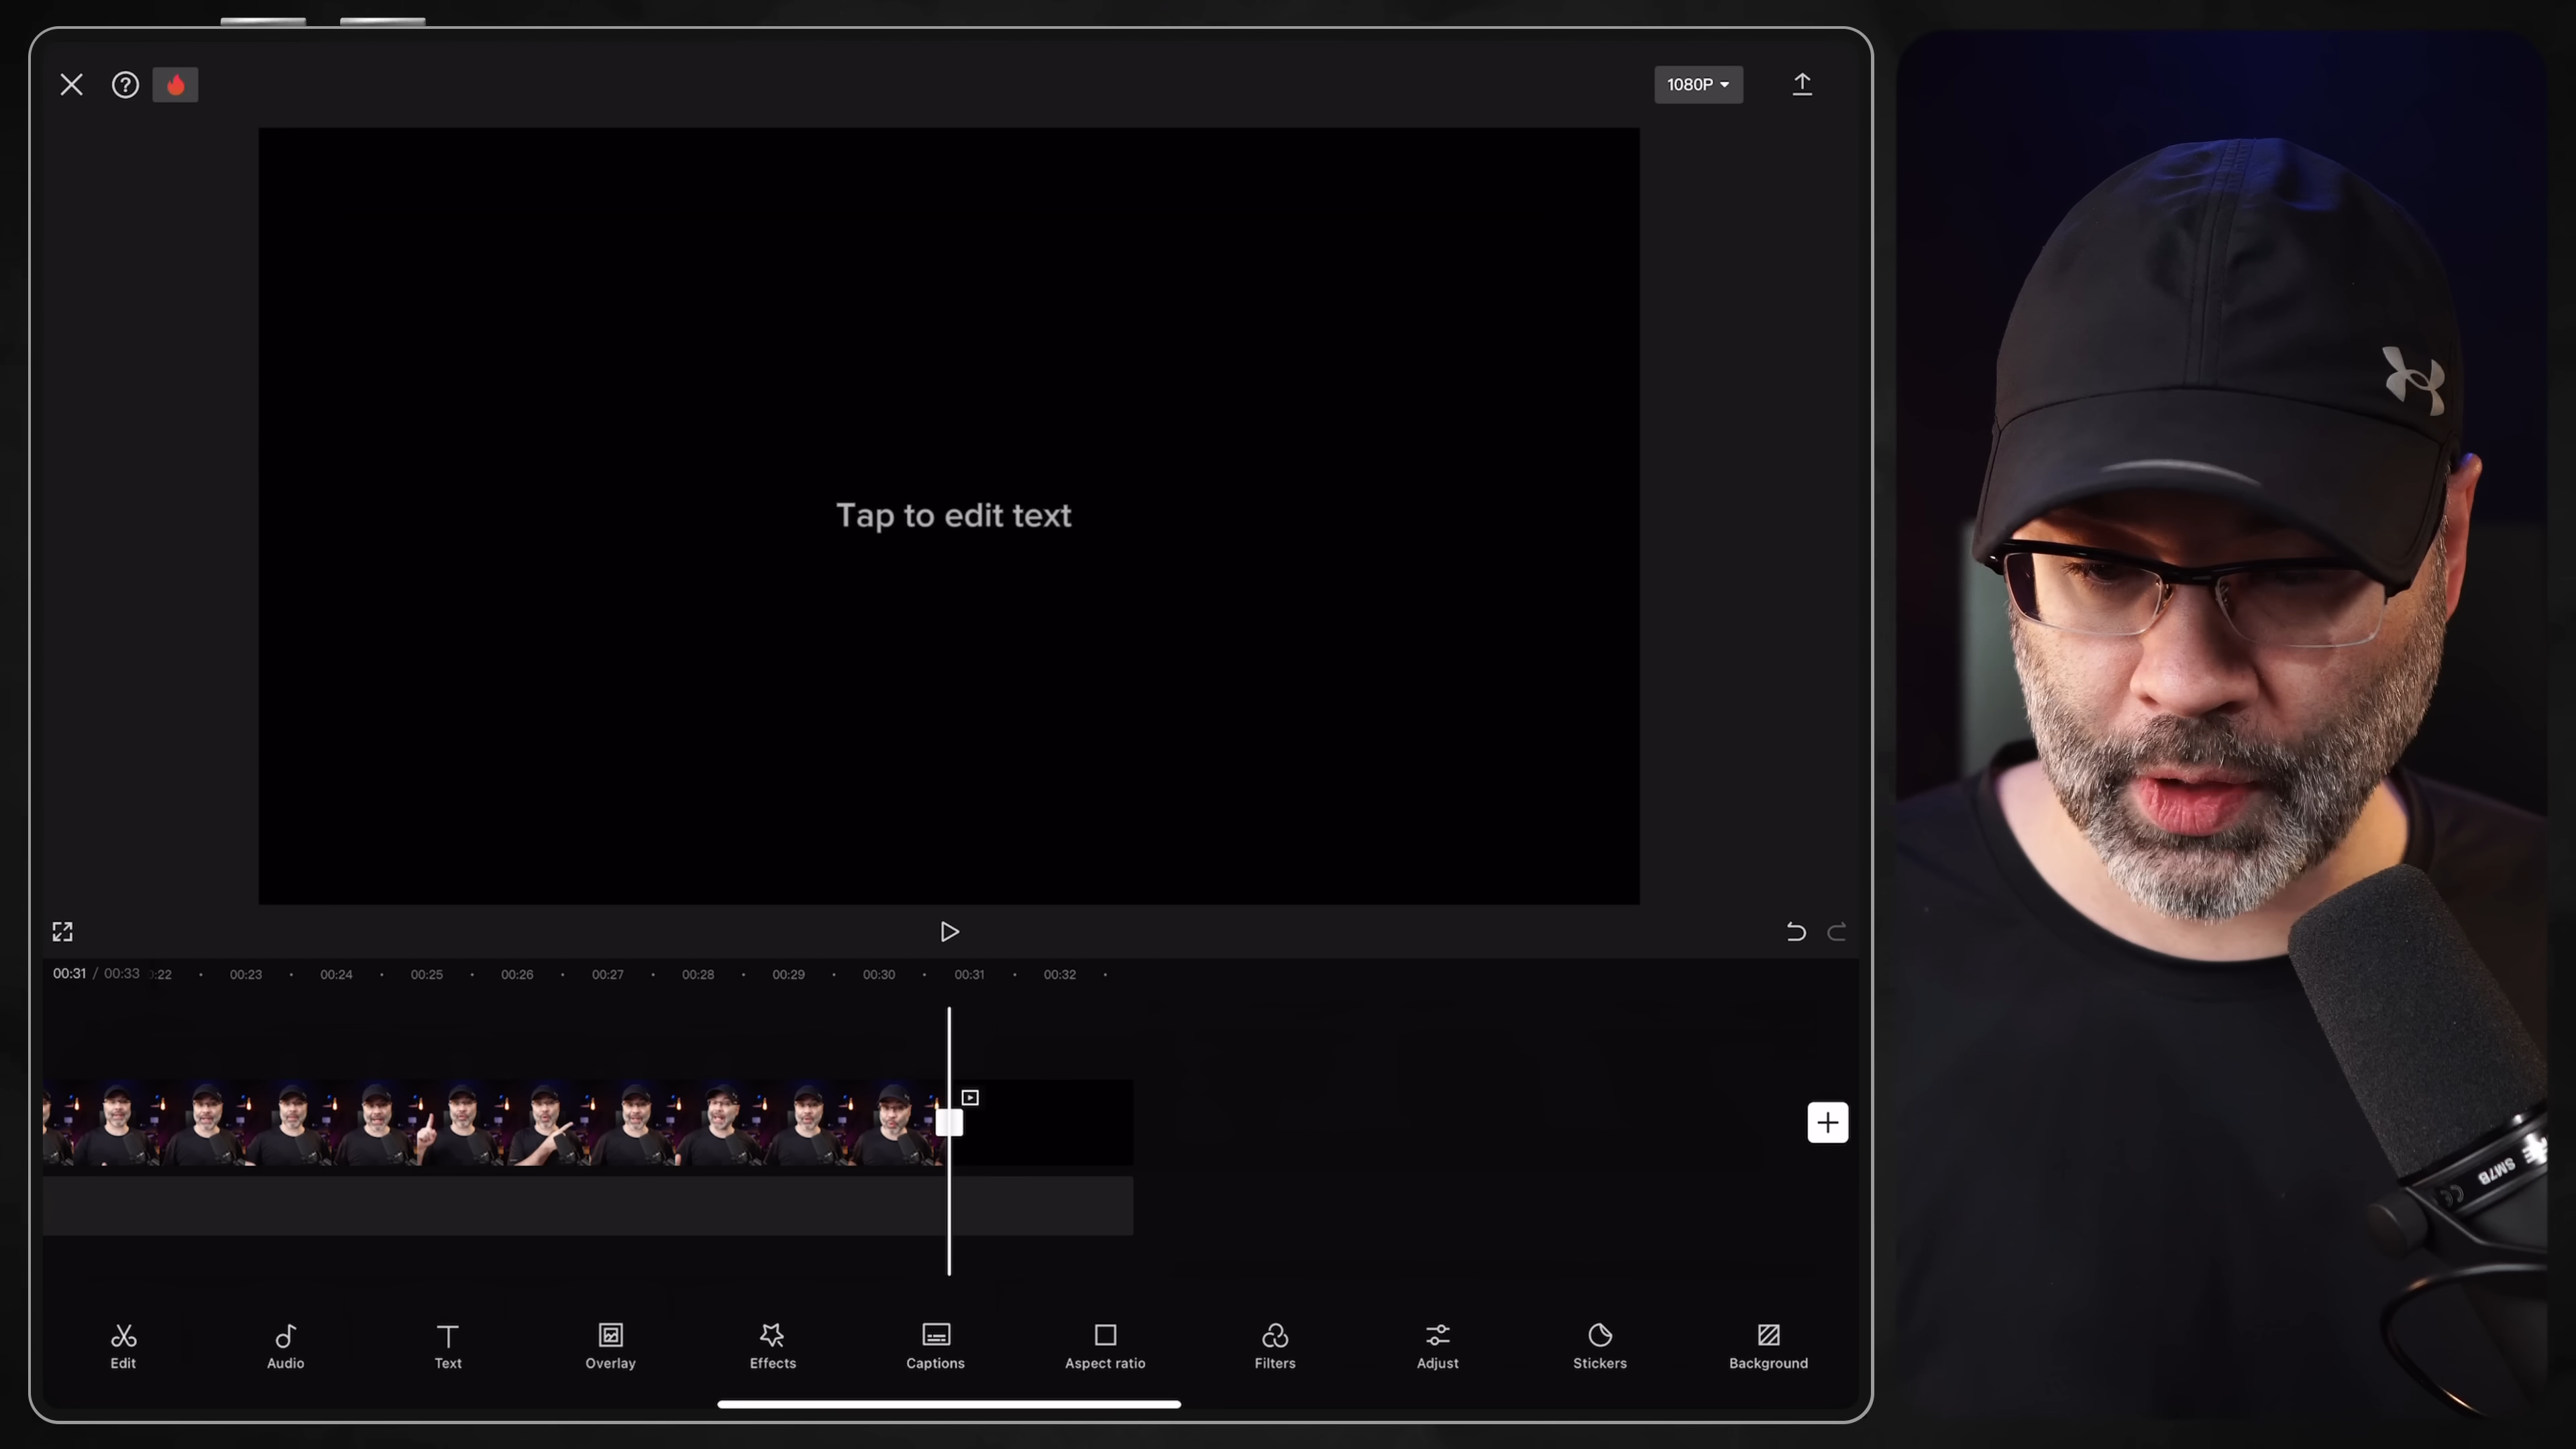 1080P
Tap to edit text
00:31 / 00:33 :22 00:23 00:24 00:25 00:26 00:27 00:28 00:29 00:30 00:31 00:32
Edit Audio Text Overlay Effects Captions Aspect ratio Filters Adjust Stickers Background
SM7B